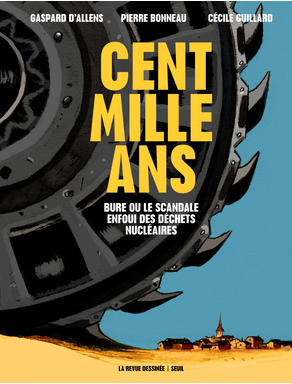 GASPARD D'ALLENS PIERRE BONNEAU CÉCILE GUILLARD
CENT
MILLE
ANS
BURE OU LE SCANDALE
ENFOUI DES DÉCHETS
NUCLÉAIRES
LA REVUE DESSINÉE | SEUIL